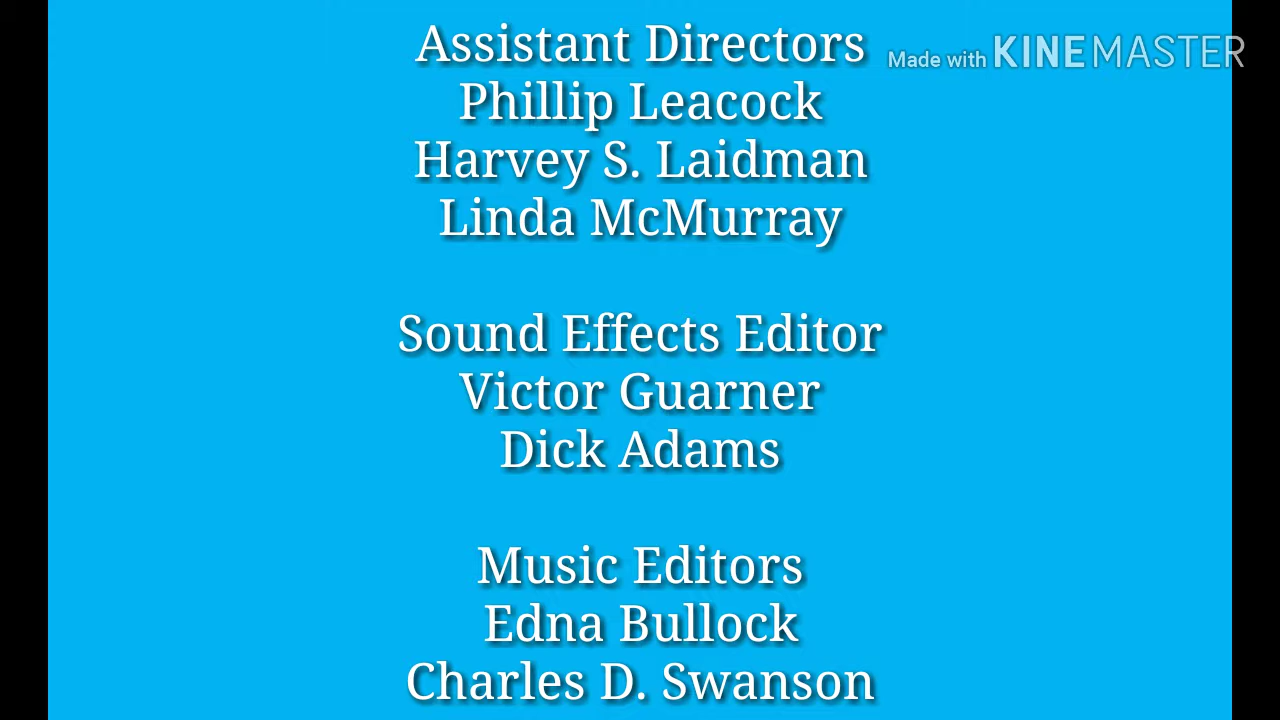 Assistant Directors
Made with KINEMASTER
Phillip Leacock
Harvey S. Laidman
Linda McMurray
Sound Effects Editor
Victor Guarner
Dick Adams
Music Editors
Edna Bullock
Charles D. Swanson